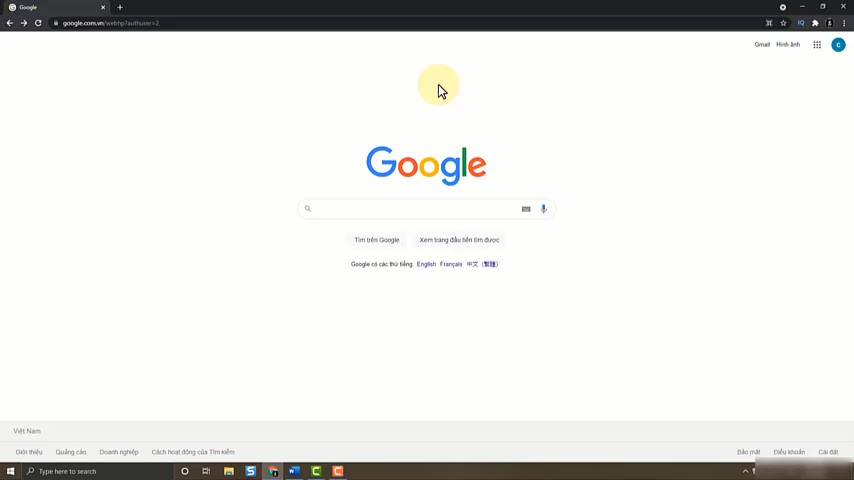 Google
google.com.vn/webhp?authuser=2
Gmail Hình ảnh
C
Google
Tìm trên Google Xem trang đầu tiên tìm được
Google có các thứ tiếng: English Français 中文 (繁體)
Việt Nam
Giới thiệu Quảng cáo Doanh nghiệp Cách hoạt động của Tìm kiếm
Bảo mật Điều khoản Cài đặt
Type here to search